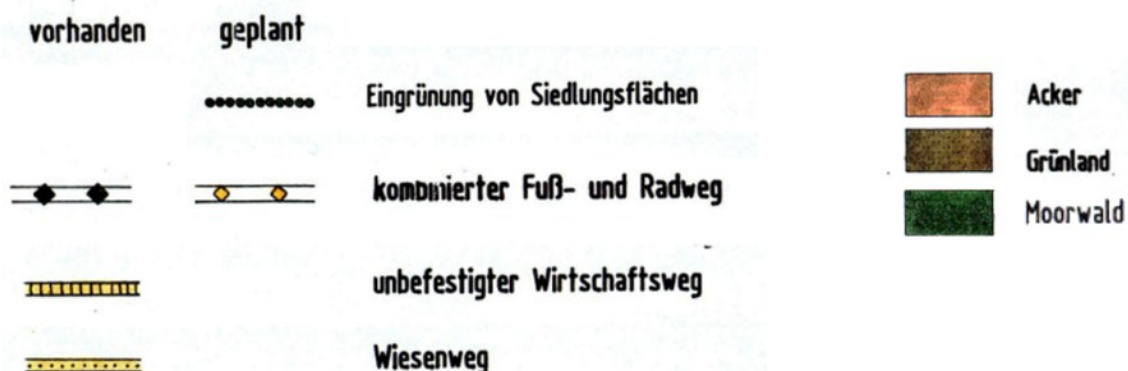 vorhanden geplant
Eingrünung von Siedlungsflächen
kombinierter Fuß- und Radweg
unbefestigter Wirtschaftsweg
Wiesenweg
Acker
Grünland
Moorwald